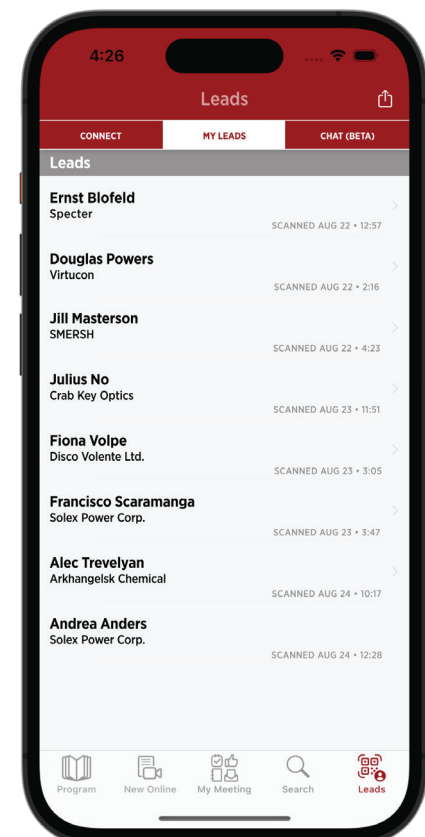 4:26
Leads
CONNECT MY LEADS CHAT (BETA)
Leads
Ernst Blofeld
Specter
SCANNED AUG 22 • 12:57
Douglas Powers
Virtucon
SCANNED AUG 22 • 2:16
Jill Masterson
SMERSH
SCANNED AUG 22 • 4:23
Julius No
Crab Key Optics
SCANNED AUG 23 • 11:51
Fiona Volpe
Disco Volente Ltd.
SCANNED AUG 23 • 3:05
Francisco Scaramanga
Solex Power Corp.
SCANNED AUG 23 • 3:47
Alec Trevelyan
Arkhangelsk Chemical
SCANNED AUG 24 • 10:17
Andrea Anders
Solex Power Corp.
SCANNED AUG 24 • 12:28
Program New Online My Meeting Search Leads